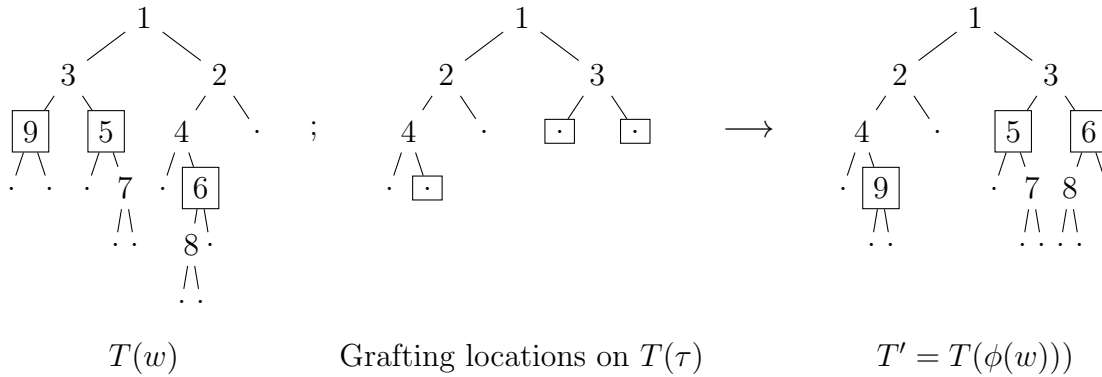 1 1 1
3 2 2 3 2 3
9 5 4 · ; 4 · · · ⟶ 4 · 5 6
· · · 7 · 6 · · · 9 · 7 8 ·
· · 8 · · · · · · ·
· ·
T(w) Grafting locations on T(τ) T′ = T(ϕ(w)))